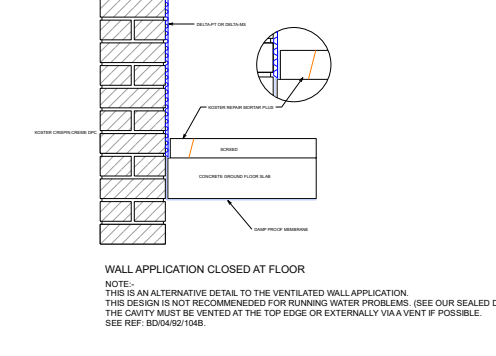 DELTA-PT OR DELTA-MS
KOSTER REPAIR MORTAR PLUS
KOSTER CRISPIN CREME DPC
SCREED
CONCRETE GROUND FLOOR SLAB
DAMP PROOF MEMBRANE
WALL APPLICATION CLOSED AT FLOOR
NOTE:-
THIS IS AN ALTERNATIVE DETAIL TO THE VENTILATED WALL APPLICATION.
THIS DESIGN IS NOT RECOMMENEDED FOR RUNNING WATER PROBLEMS. (SEE OUR SEALED D
THE CAVITY MUST BE VENTED AT THE TOP EDGE OR EXTERNALLY VIA A VENT IF POSSIBLE.
SEE REF: BD/04/92/104B.